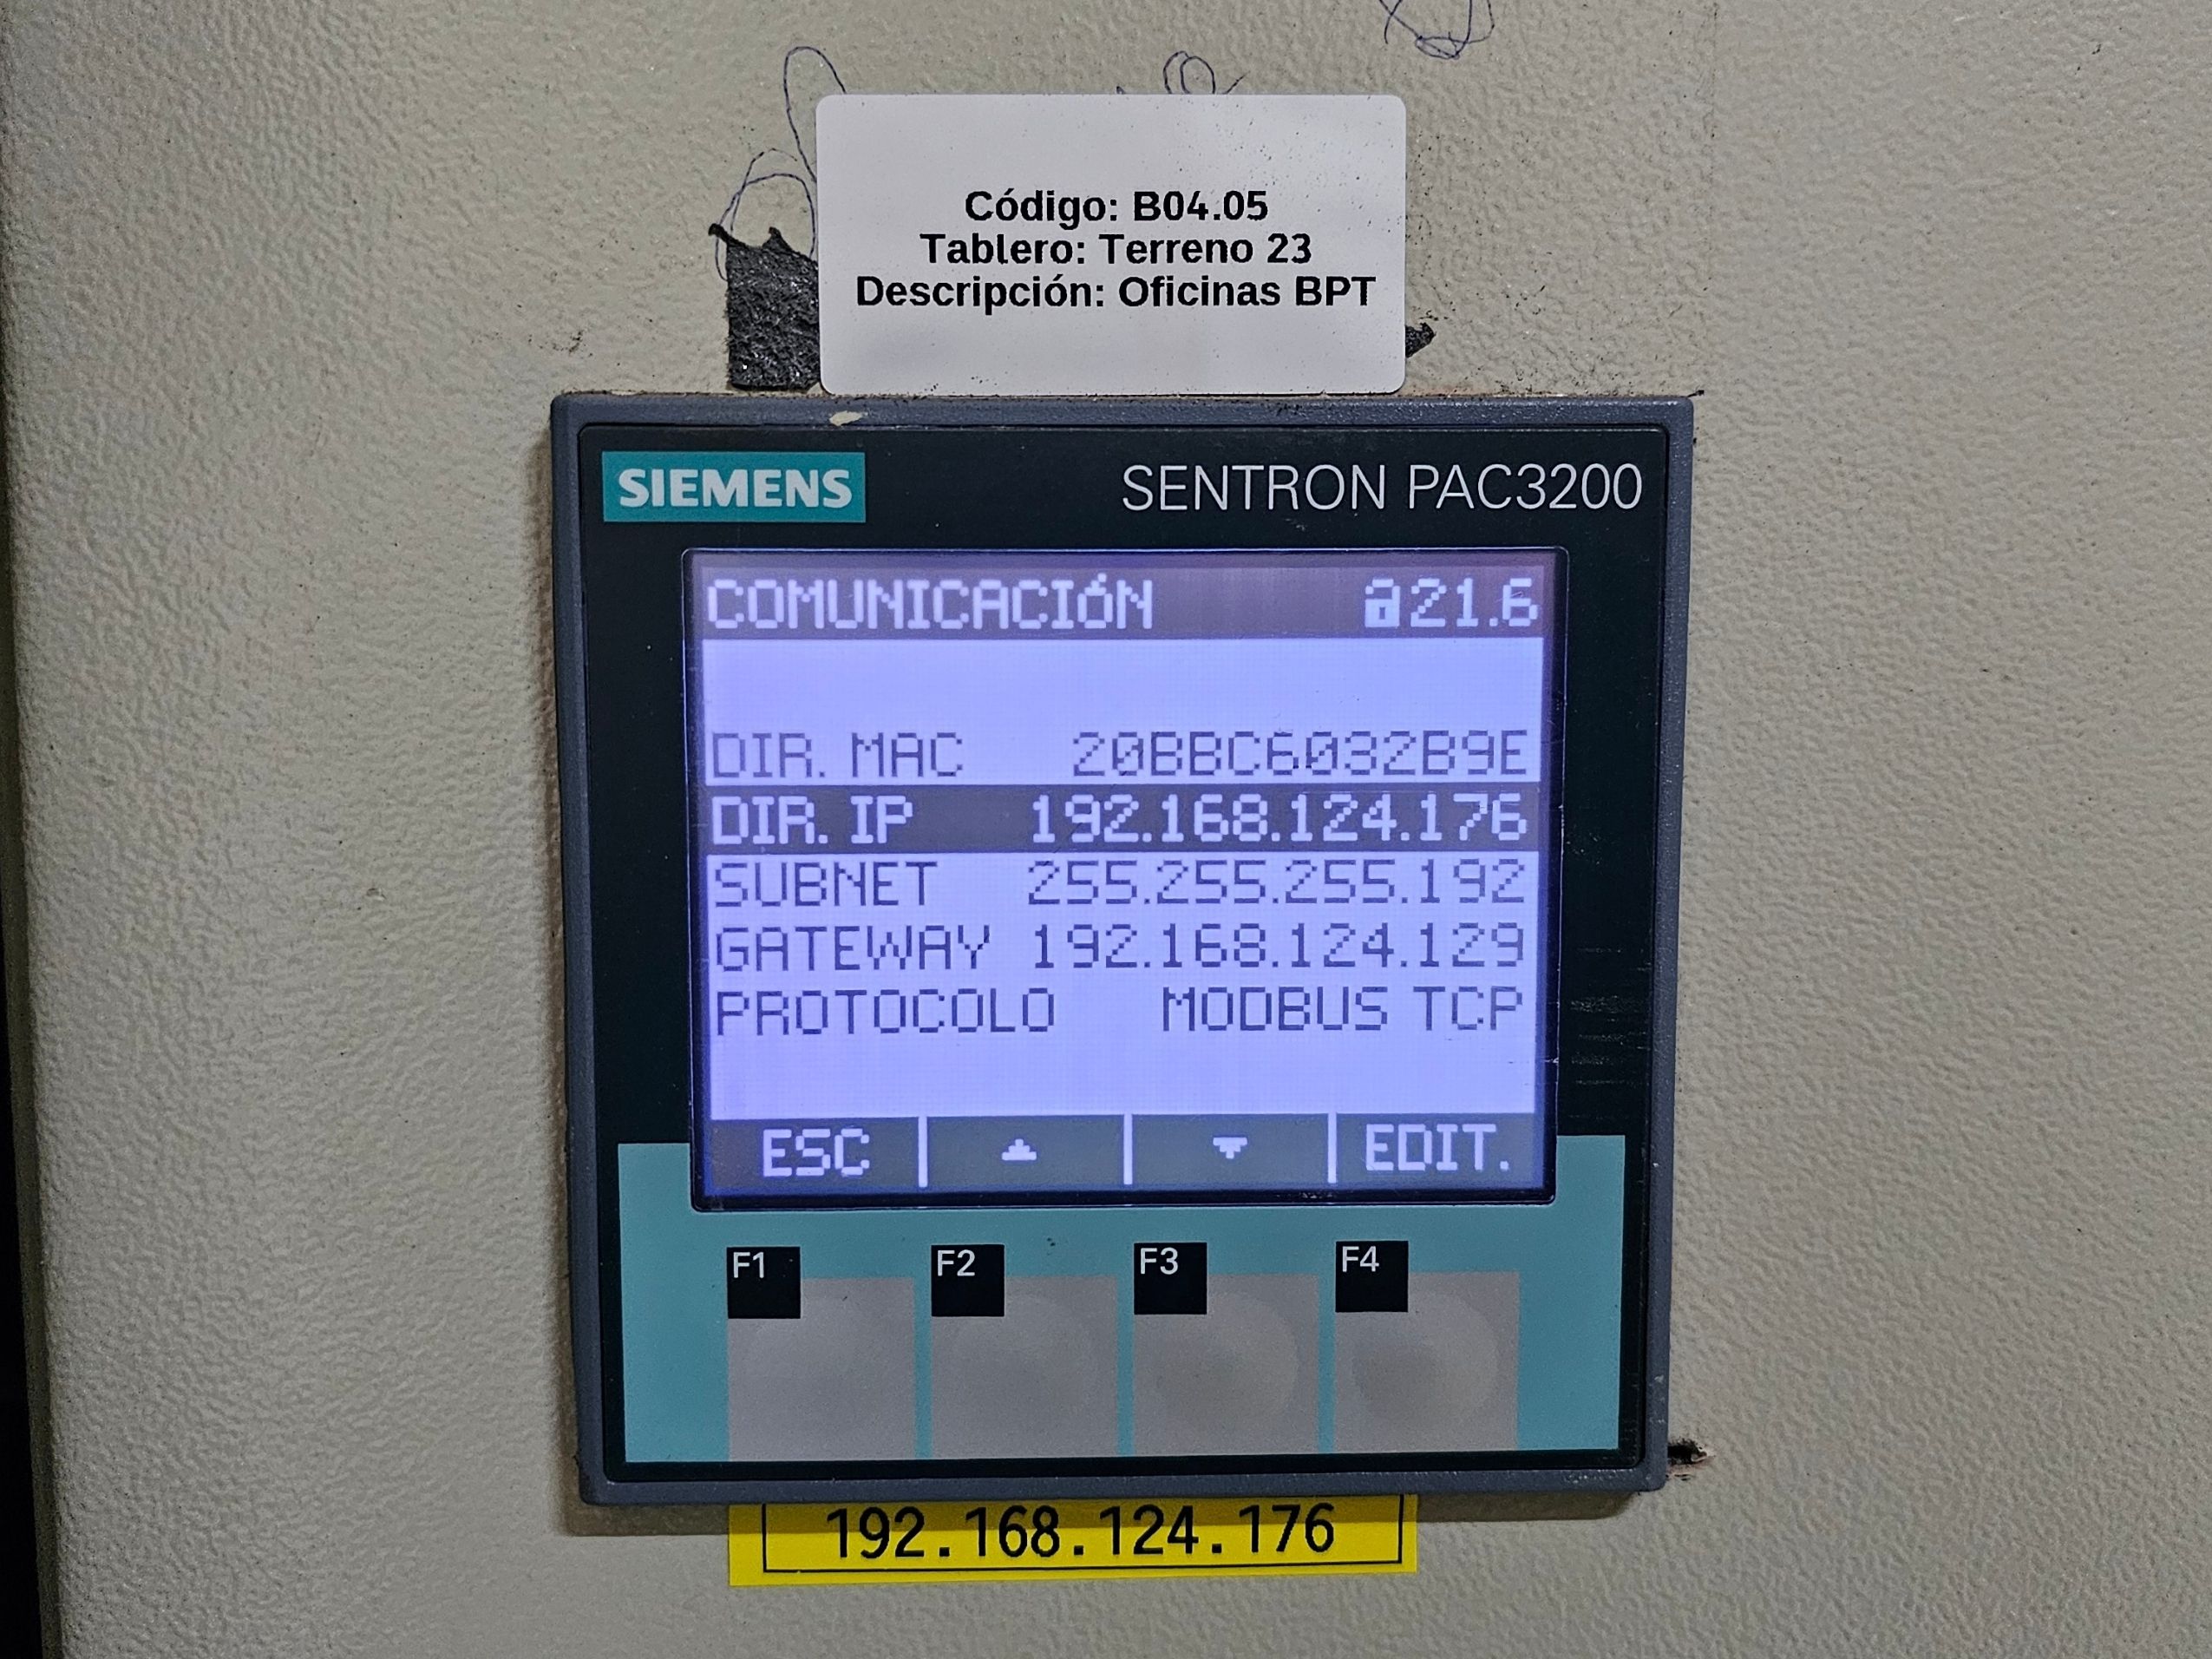 Código: B04.05
Tablero: Terreno 23
Descripción: Oficinas BPT
SIEMENS SENTRON PAC3200
COMUNICACIÓN 21.6
DIR. MAC 20BBC6032B9E
DIR. IP 192.168.124.176
SUBNET 255.255.255.192
GATEWAY 192.168.124.129
PROTOCOLO MODBUS TCP
ESC EDIT.
F1 F2 F3 F4
192.168.124.176